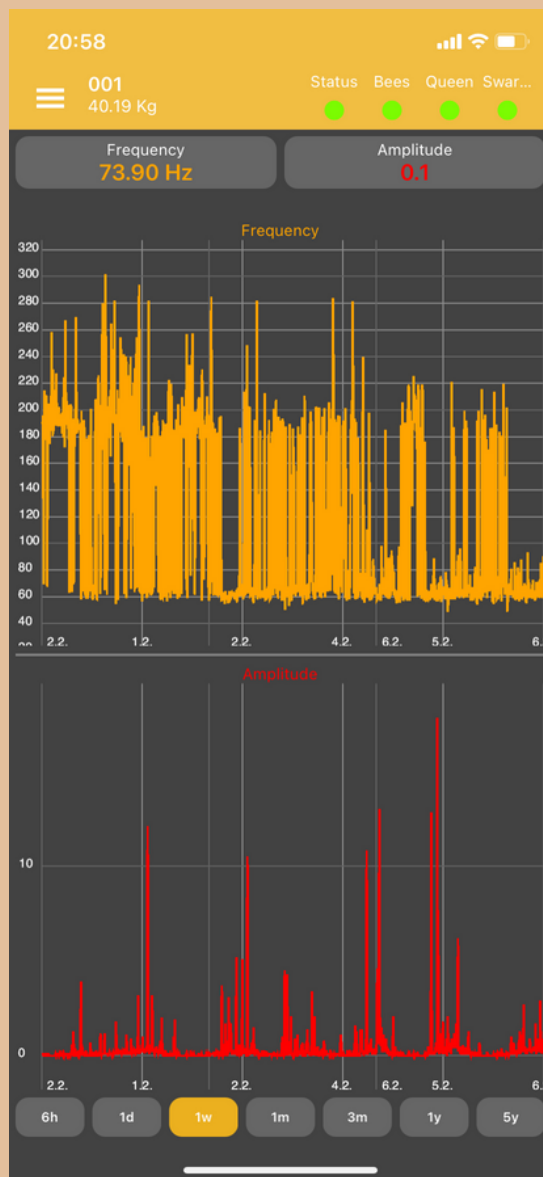 20:58
001
40.19 Kg
Status Bees Queen Swar...
Frequency
73.90 Hz
Amplitude
0.1
Frequency
320
300
280
260
240
220
200
180
160
140
120
100
80
60
40
2.2. 1.2. 2.2. 4.2. 6.2. 5.2. 6.
Amplitude
10
0
2.2. 1.2. 2.2. 4.2. 6.2. 5.2. 6.
6h 1d 1w 1m 3m 1y 5y